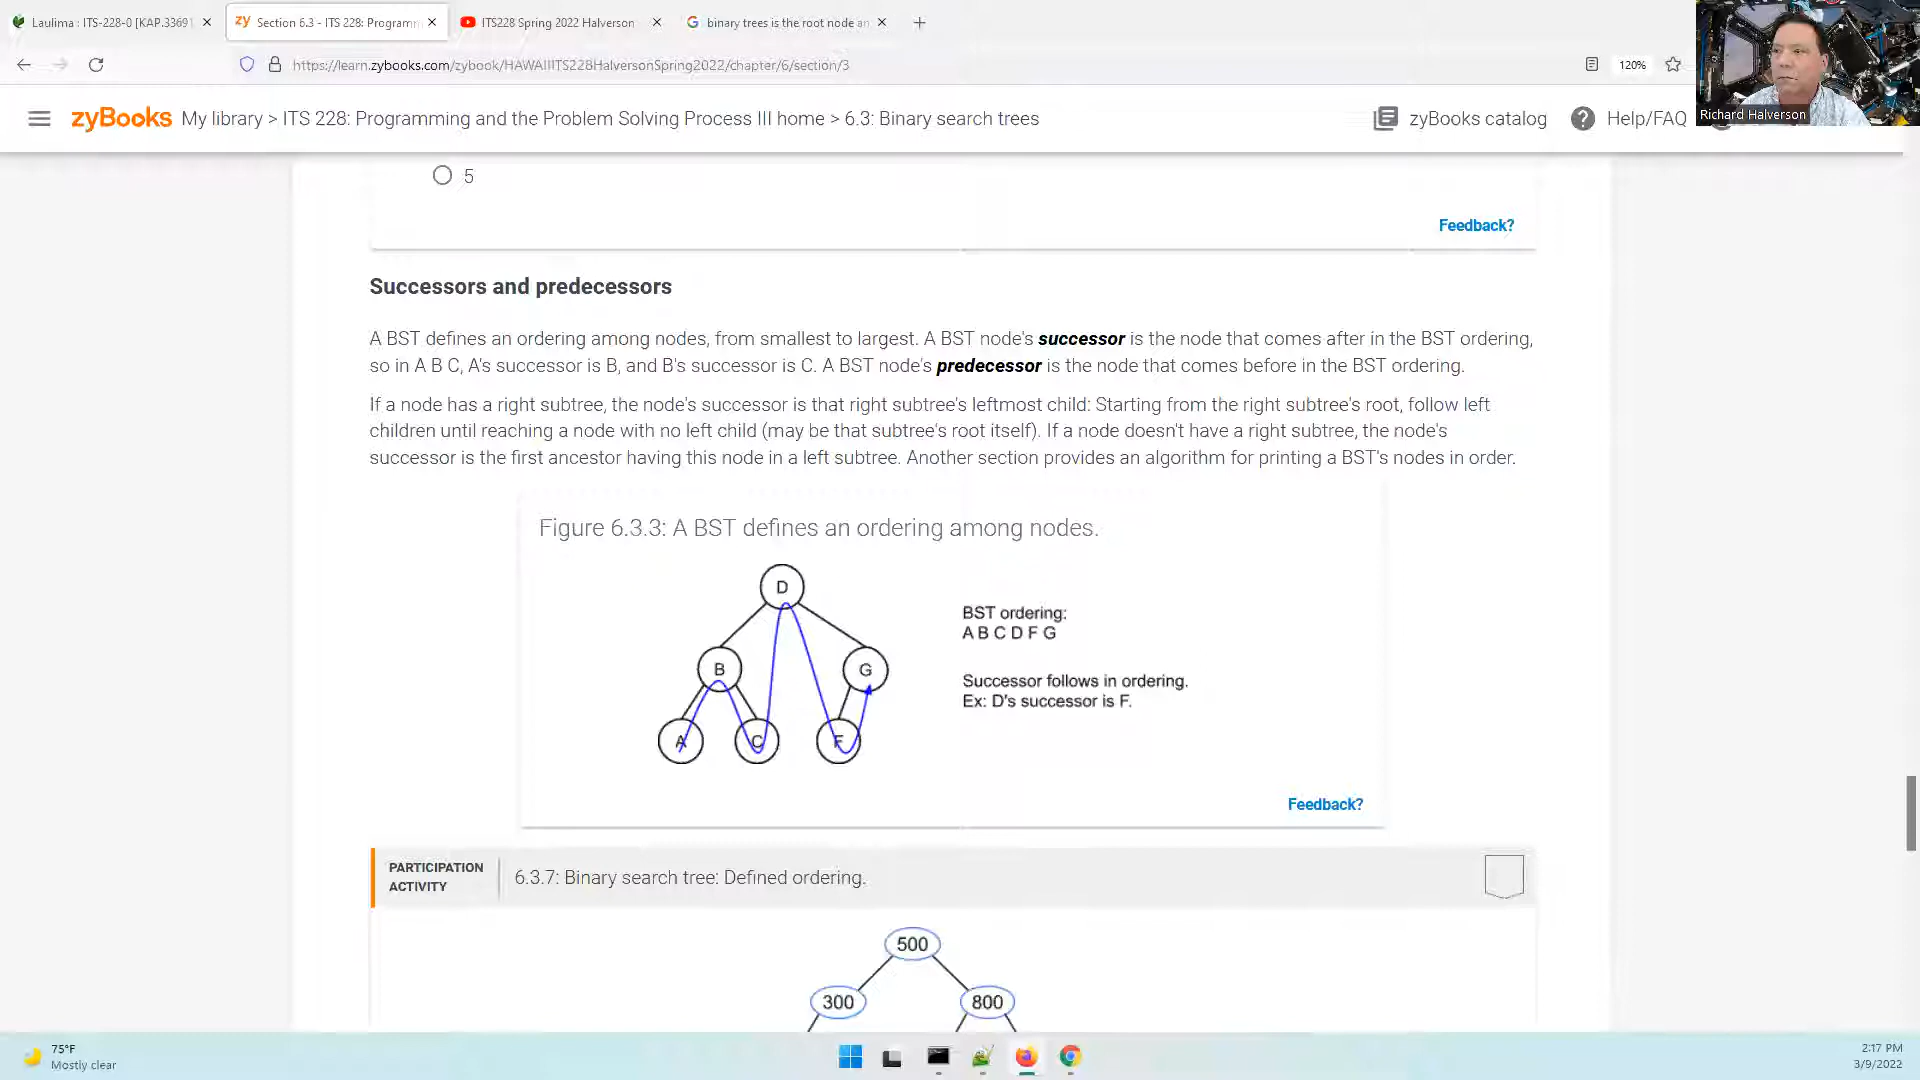 Laulima : ITS-228-0 [KAP.33691
zy Section 6.3 - ITS 228: Programm
ITS228 Spring 2022 Halverson
G binary trees is the root node an
https://learn.zybooks.com/zybook/HAWAIIITS228HalversonSpring2022/chapter/6/section/3
120%
Richard Halverson
zyBooks My library > ITS 228: Programming and the Problem Solving Process III home > 6.3: Binary search trees
zyBooks catalog
? Help/FAQ
5
Feedback?
Successors and predecessors
A BST defines an ordering among nodes, from smallest to largest. A BST node's successor is the node that comes after in the BST ordering,
so in A B C, A's successor is B, and B's successor is C. A BST node's predecessor is the node that comes before in the BST ordering.
If a node has a right subtree, the node's successor is that right subtree's leftmost child: Starting from the right subtree's root, follow left
children until reaching a node with no left child (may be that subtree's root itself). If a node doesn't have a right subtree, the node's
successor is the first ancestor having this node in a left subtree. Another section provides an algorithm for printing a BST's nodes in order.
Figure 6.3.3: A BST defines an ordering among nodes.
D
B
G
A
C
F
BST ordering:
A B C D F G
Successor follows in ordering.
Ex: D's successor is F.
Feedback?
PARTICIPATION
ACTIVITY
6.3.7: Binary search tree: Defined ordering.
500
300
800
75°F
Mostly clear
2:17 PM
3/9/2022